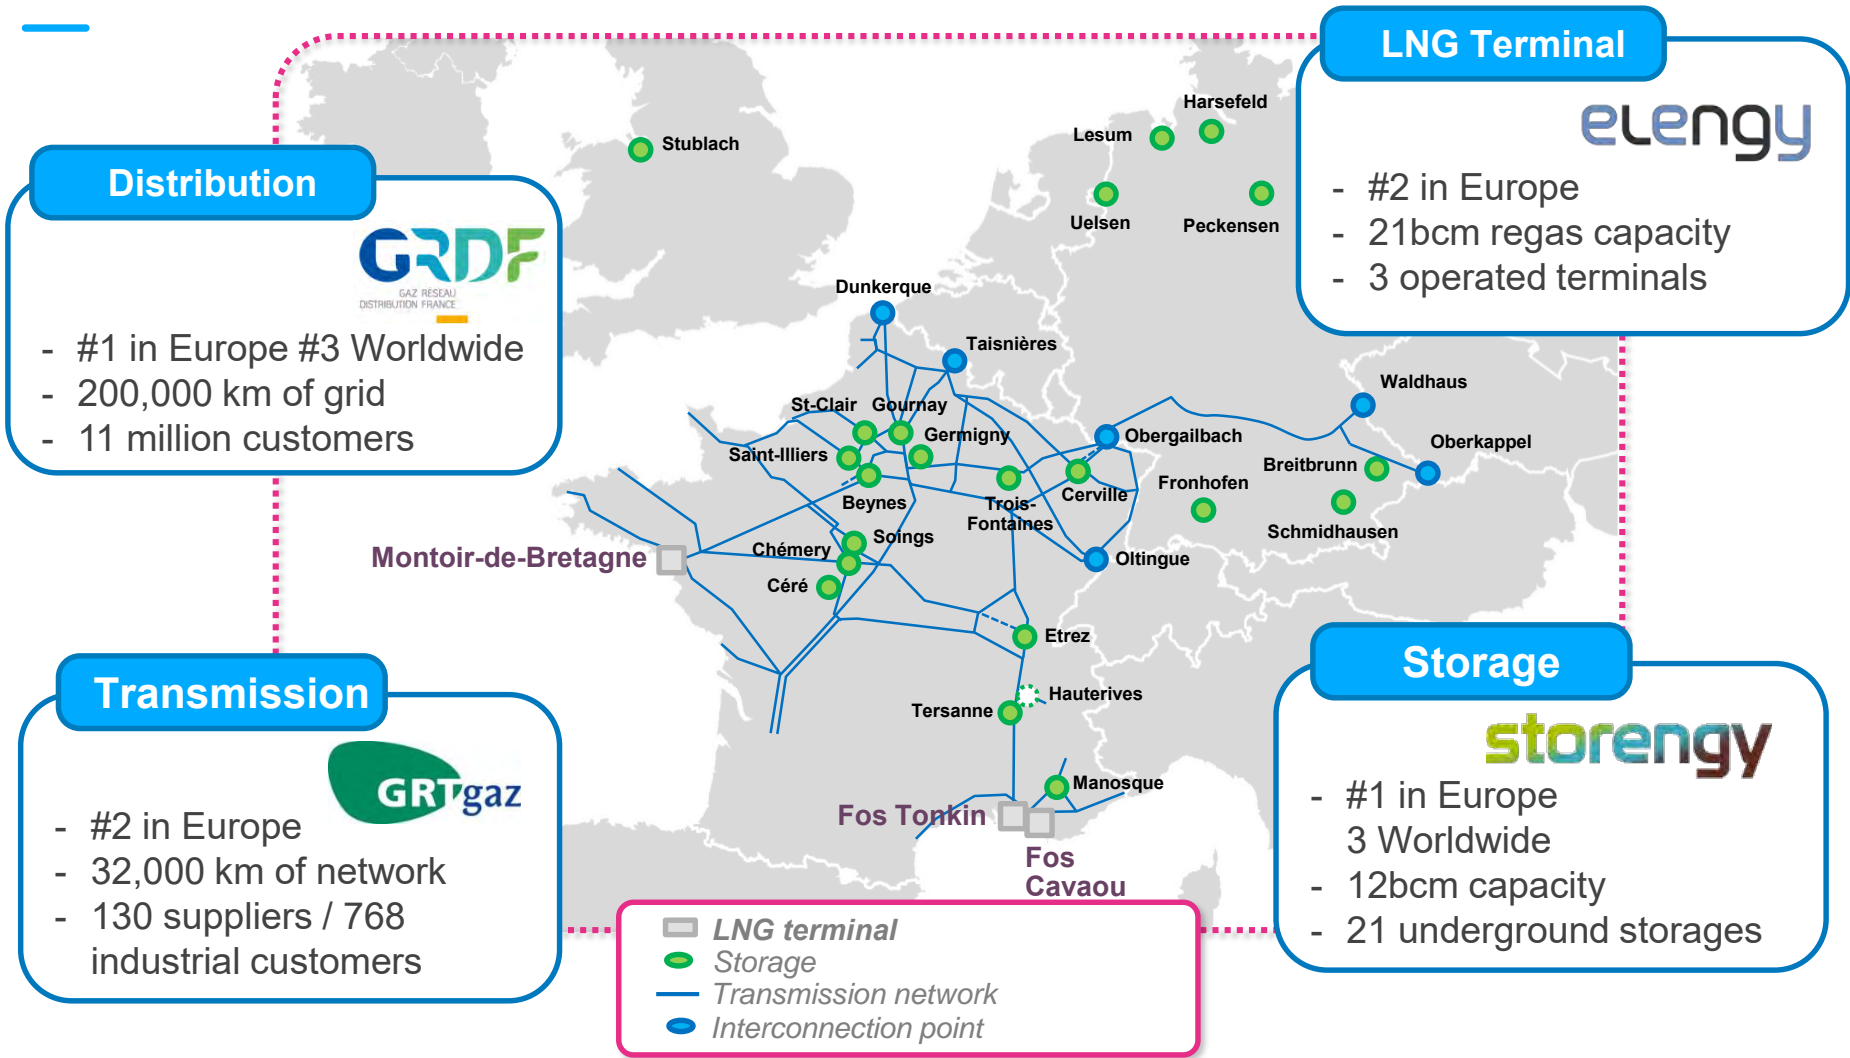 LNG Terminal
elengy
- #2 in Europe
- 21bcm regas capacity
- 3 operated terminals
Distribution
GRDF
GAZ RÉSEAU
DISTRIBUTION FRANCE
- #1 in Europe #3 Worldwide
- 200,000 km of grid
- 11 million customers
Harsefeld
Lesum
Stublach
Uelsen
Peckensen
Dunkerque
Taisnières
Waldhaus
St-Clair
Gournay
Germigny
Obergailbach
Oberkappel
Saint-Illiers
Breitbrunn
Beynes
Trois-
Fontaines
Cerville
Fronhofen
Schmidhausen
Soings
Chémery
Montoir-de-Bretagne
Oltingue
Céré
Etrez
Hauterives
Tersanne
Manosque
Fos Tonkin
Fos
Cavaou
Transmission
GRTgaz
- #2 in Europe
- 32,000 km of network
- 130 suppliers / 768
industrial customers
Storage
storengy
- #1 in Europe
3 Worldwide
- 12bcm capacity
- 21 underground storages
LNG terminal
Storage
Transmission network
Interconnection point